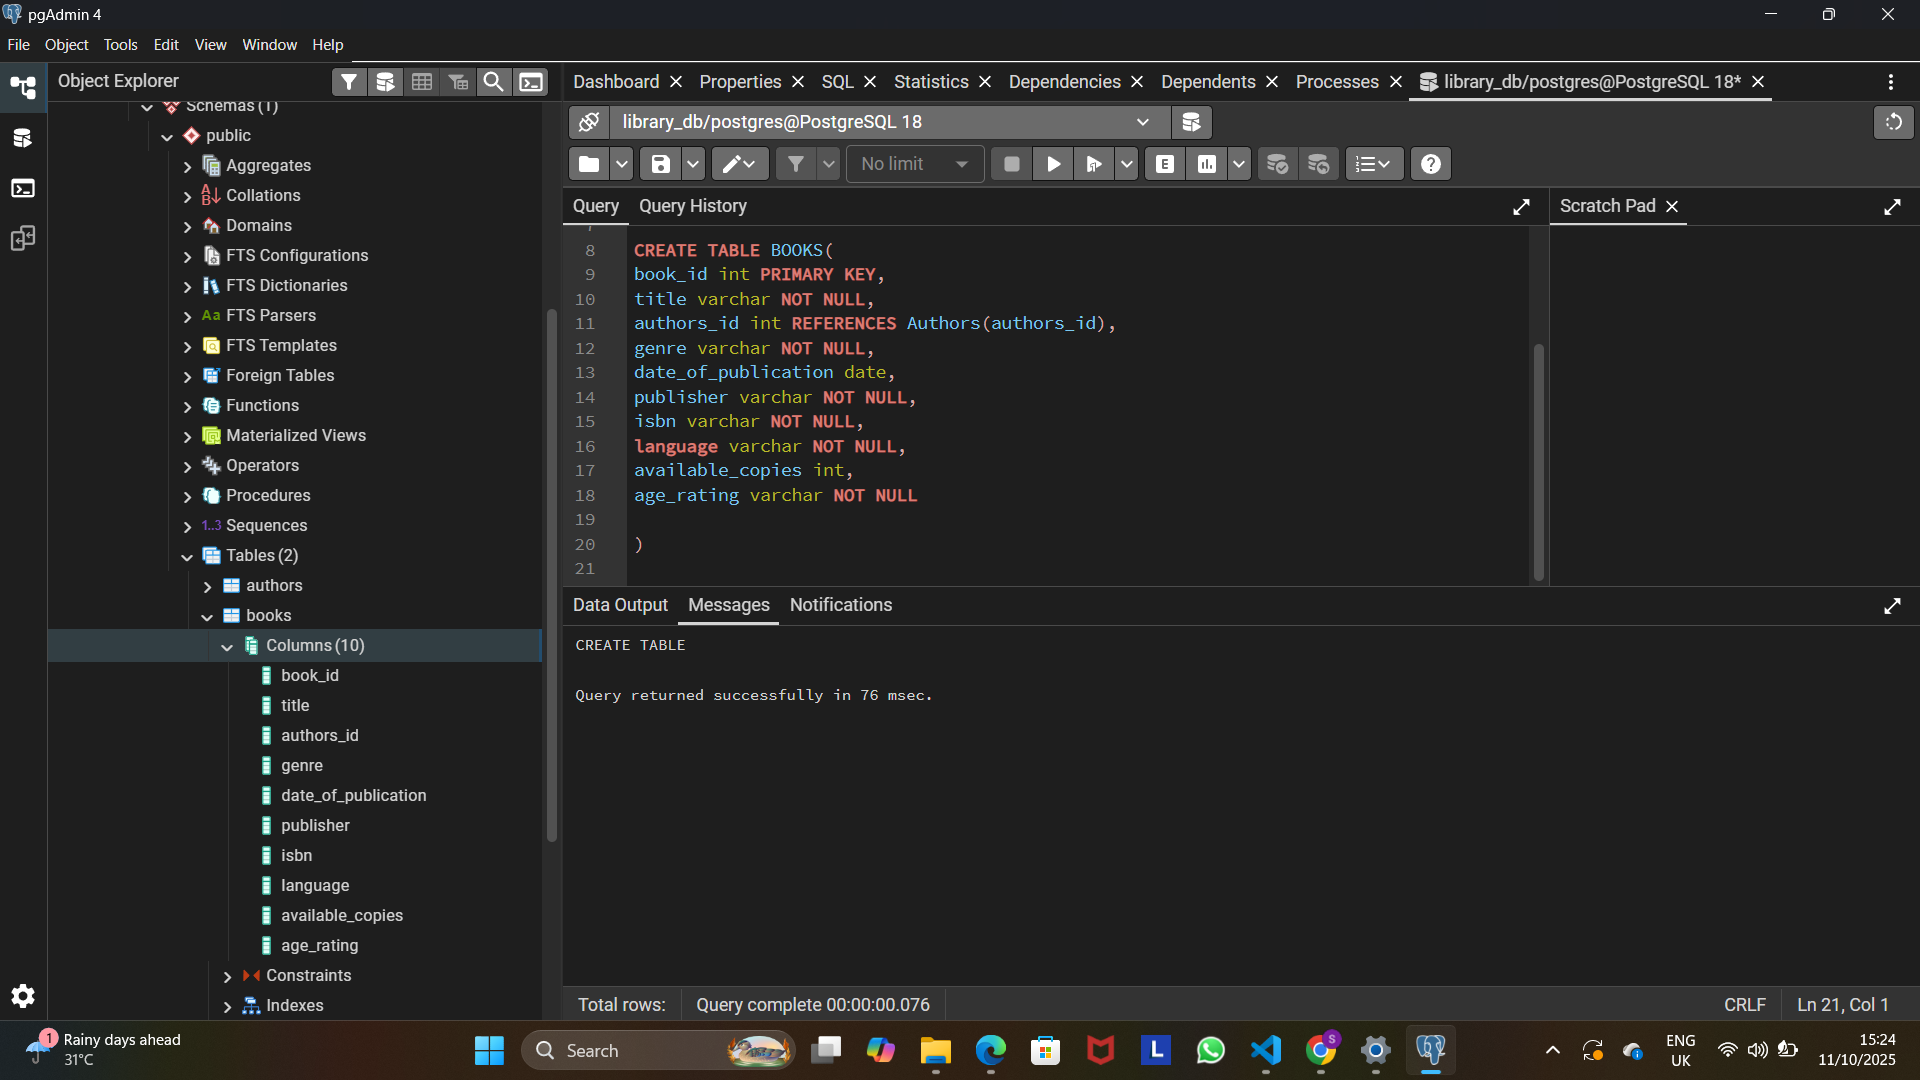 pgAdmin 4
File Object Tools Edit View Window Help
Object Explorer
Dashboard Properties SQL Statistics Dependencies Dependents Processes library_db/postgres@PostgreSQL 18*
Schemas (1)
public
Aggregates
Collations
Domains
FTS Configurations
FTS Dictionaries
Aa FTS Parsers
FTS Templates
Foreign Tables
Functions
Materialized Views
Operators
Procedures
1..3 Sequences
Tables (2)
authors
books
Columns (10)
book_id
title
authors_id
genre
date_of_publication
publisher
isbn
language
available_copies
age_rating
Constraints
Indexes
library_db/postgres@PostgreSQL 18
No limit
E
Query Query History
Scratch Pad
7
8 CREATE TABLE BOOKS(
9 book_id int PRIMARY KEY,
10 title varchar NOT NULL,
11 authors_id int REFERENCES Authors(authors_id),
12 genre varchar NOT NULL,
13 date_of_publication date,
14 publisher varchar NOT NULL,
15 isbn varchar NOT NULL,
16 language varchar NOT NULL,
17 available_copies int,
18 age_rating varchar NOT NULL
19
20 )
21
Data Output Messages Notifications
CREATE TABLE
Query returned successfully in 76 msec.
Total rows: Query complete 00:00:00.076
CRLF Ln 21, Col 1
1
Rainy days ahead
31°C
Search
L
S
ENG
UK
15:24
11/10/2025